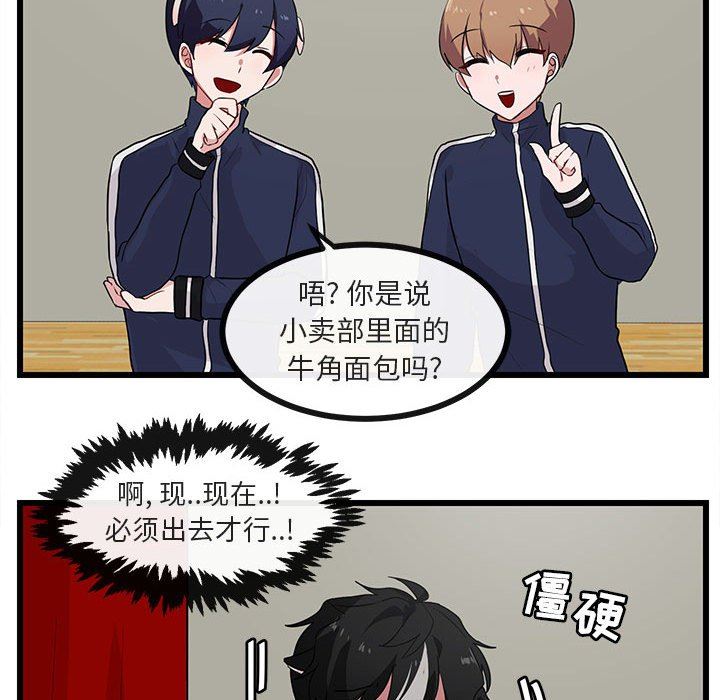 唔? 你是说
小卖部里面的
牛角面包吗?
啊, 现..现在..!
必须出去才行..!
僵硬